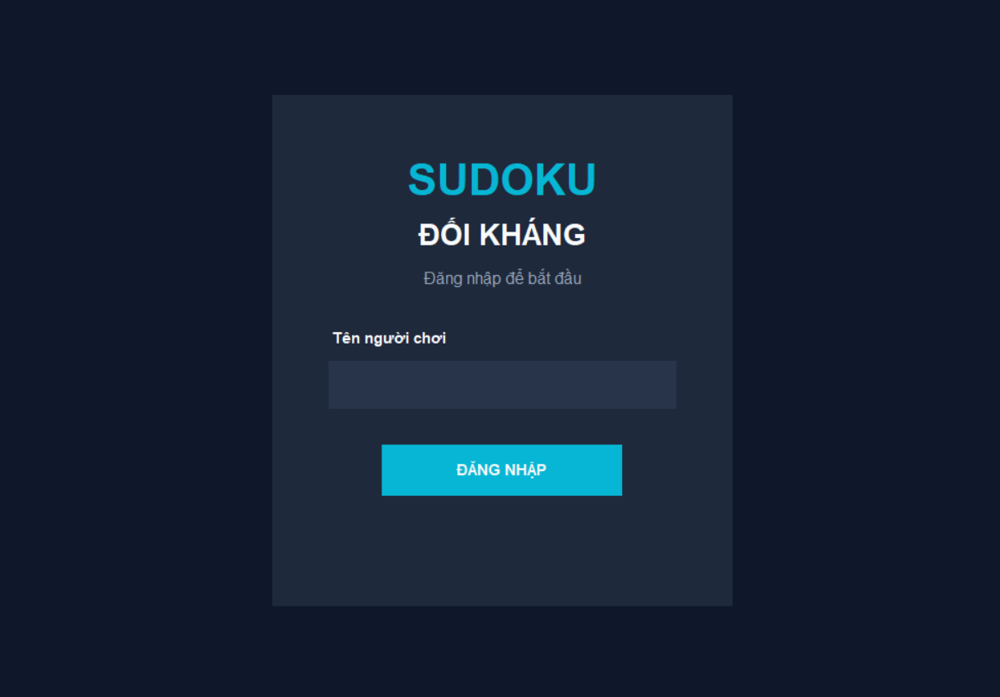 SUDOKU
ĐỐI KHÁNG
Đăng nhập để bắt đầu
Tên người chơi
ĐĂNG NHẬP